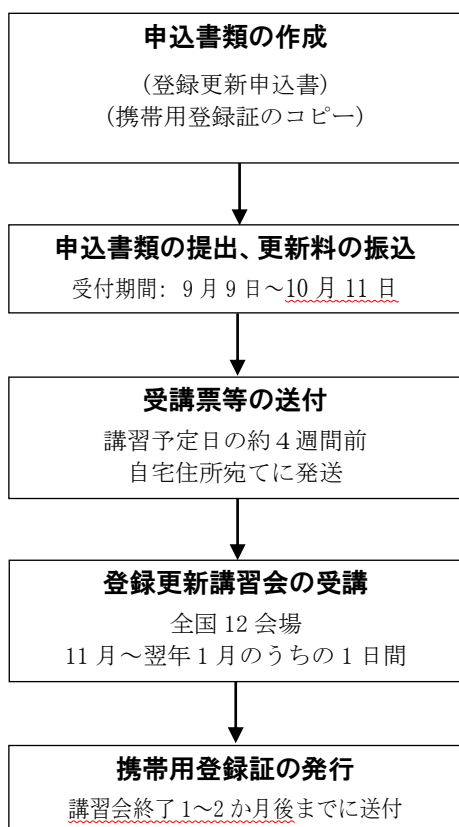 申込書類の作成
(登録更新申込書)
(携帯用登録証のコピー)
申込書類の提出、更新料の振込
受付期間: 9月9日～10月11日
受講票等の送付
講習予定日の約4週間前
自宅住所宛てに発送
登録更新講習会の受講
全国12会場
11月～翌年1月のうちの1日間
携帯用登録証の発行
講習会終了1～2か月後までに送付